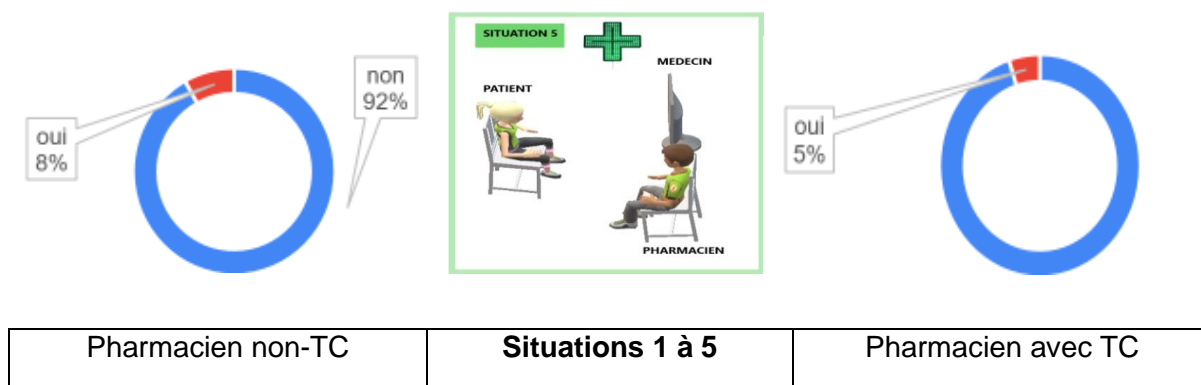 oui
8%
non
92%
SITUATION 5
MEDECIN
PATIENT
PHARMACIEN
oui
5%
Pharmacien non-TC
Situations 1 à 5
Pharmacien avec TC